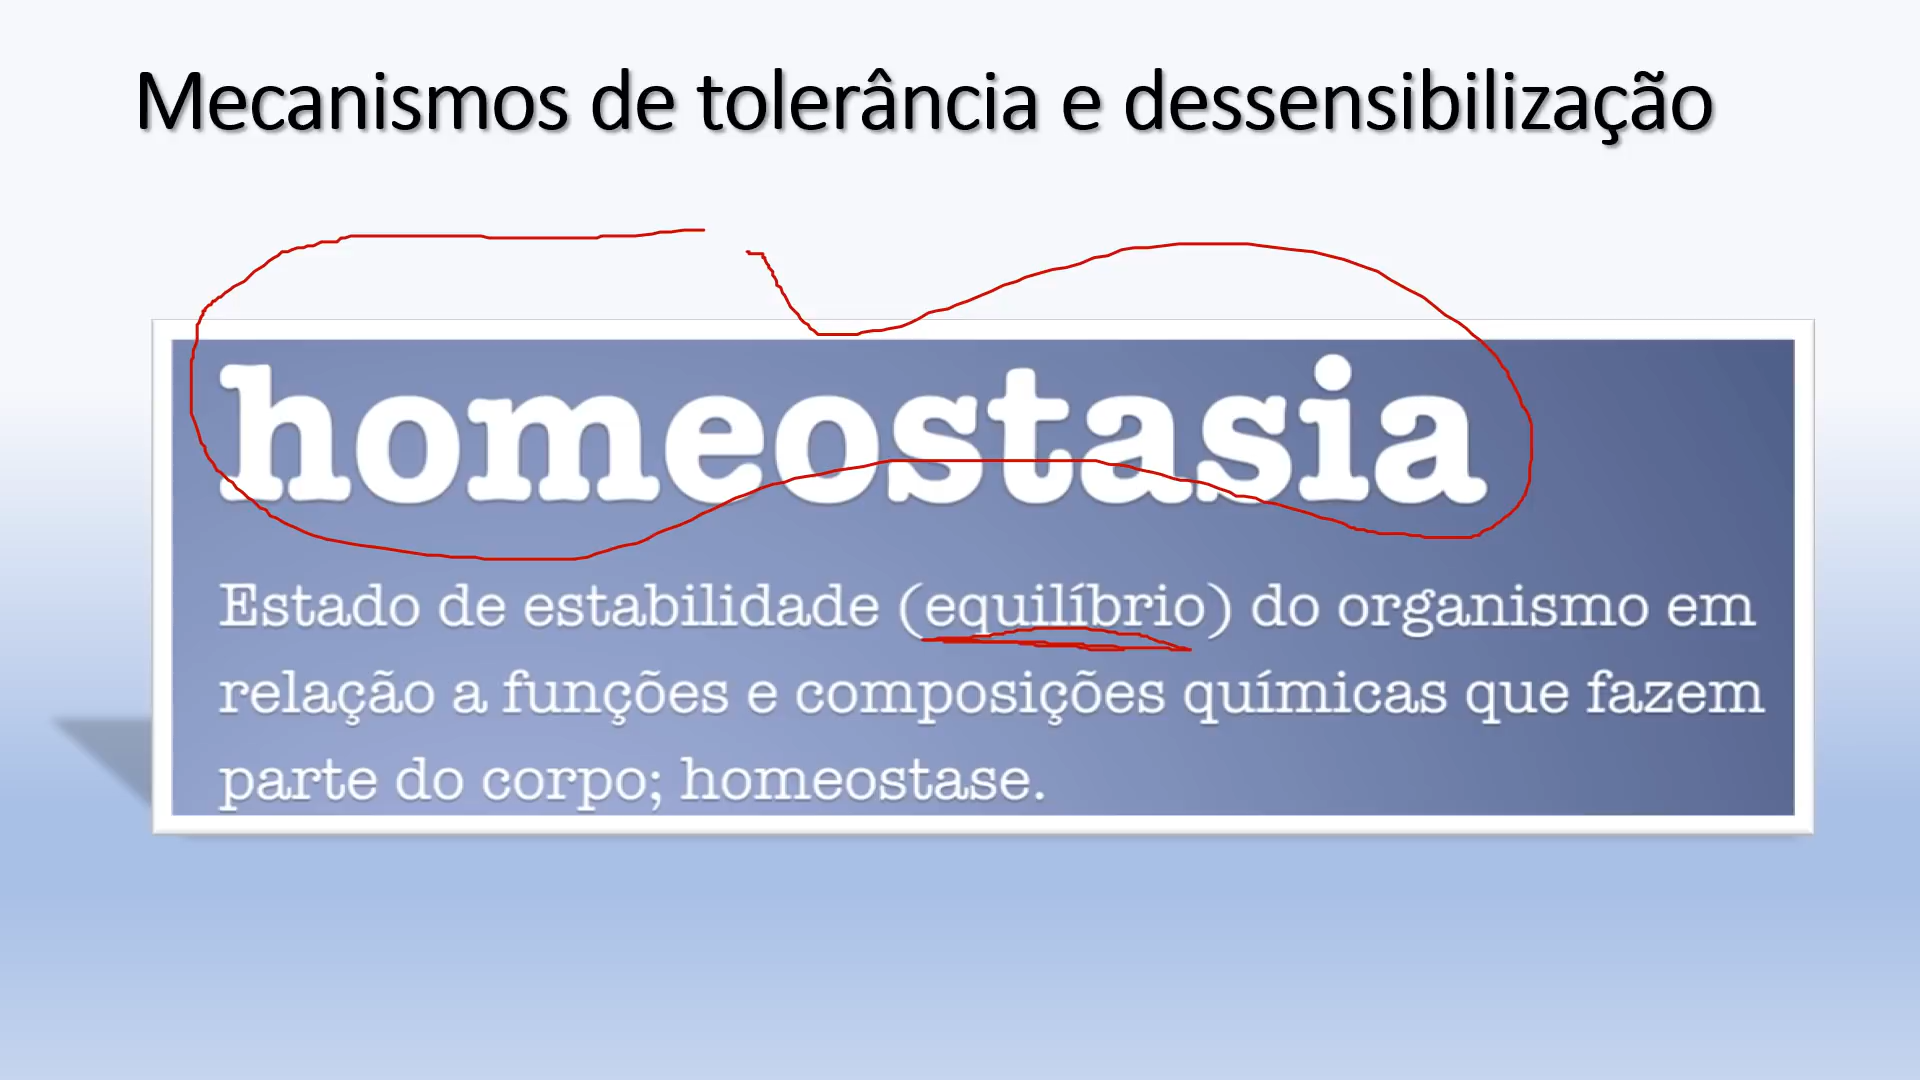 Mecanismos de tolerância e dessensibilização
homeostasia
Estado de estabilidade (equilíbrio) do organismo em
relação a funções e composições químicas que fazem
parte do corpo; homeostase.